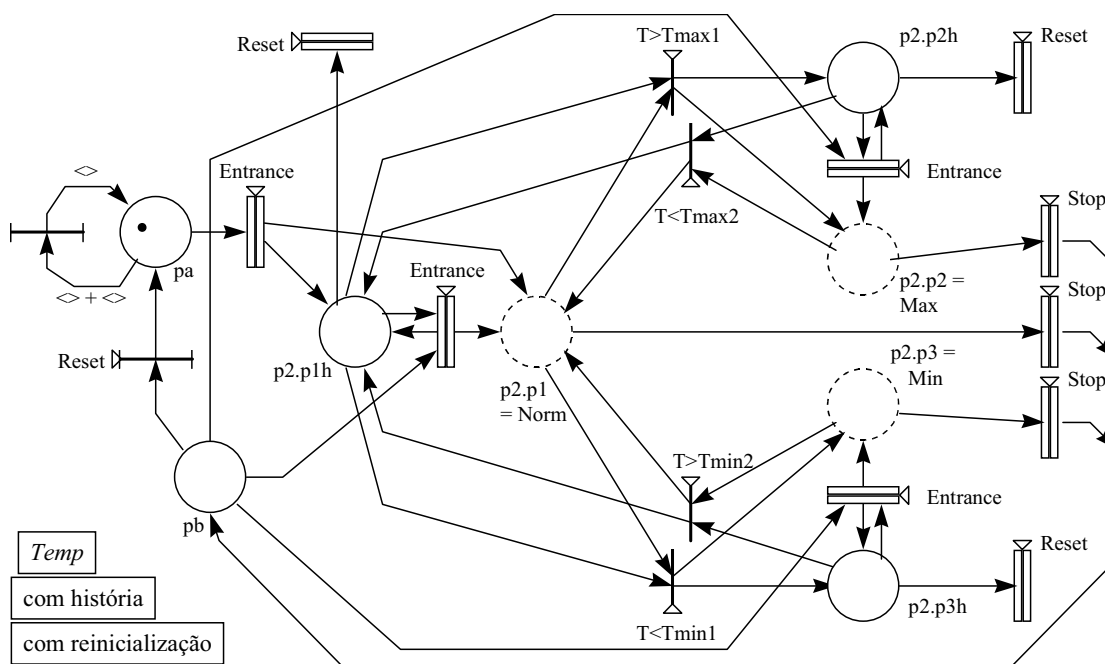 T>Tmax1
p2.p2h
Reset
Reset
Entrance
Entrance
<>
T<Tmax2
Stop
pa
Entrance
p2.p2 =
Max
<> + <>
Stop
p2.p3 =
Min
Reset
p2.p1h
p2.p1
= Norm
Stop
T>Tmin2
Entrance
pb
Temp
Reset
com história
p2.p3h
com reinicialização
T<Tmin1